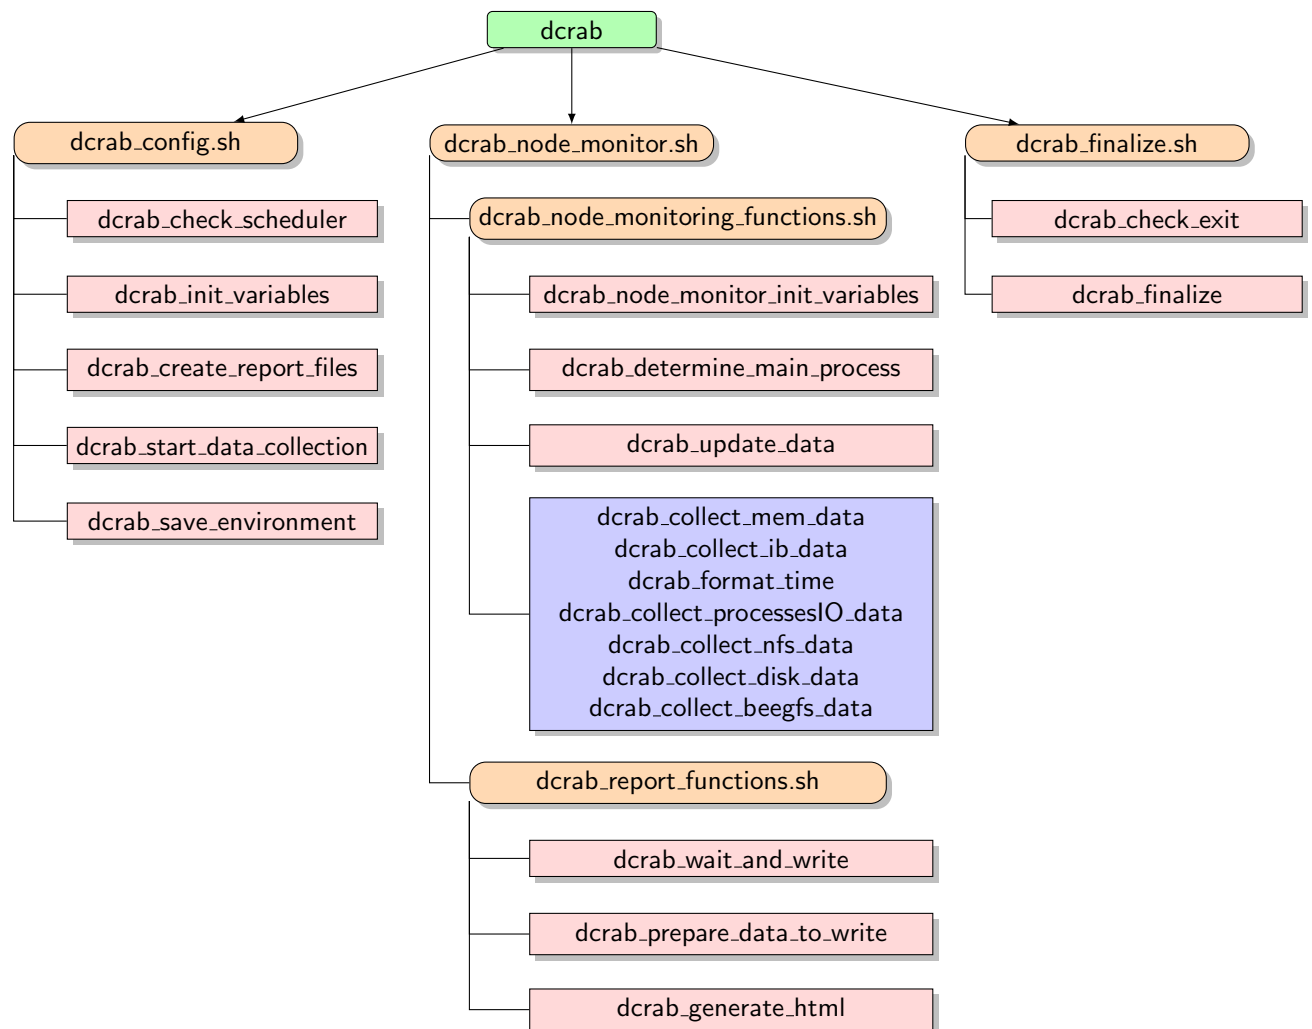 dcrab
dcrab_config.sh
dcrab_check_scheduler
dcrab_init_variables
dcrab_create_report_files
dcrab_start_data_collection
dcrab_save_environment
dcrab_node_monitor.sh
dcrab_node_monitoring_functions.sh
dcrab_node_monitor_init_variables
dcrab_determine_main_process
dcrab_update_data
dcrab_collect_mem_data
dcrab_collect_ib_data
dcrab_format_time
dcrab_collect_processesIO_data
dcrab_collect_nfs_data
dcrab_collect_disk_data
dcrab_collect_beegfs_data
dcrab_report_functions.sh
dcrab_wait_and_write
dcrab_prepare_data_to_write
dcrab_generate_html
dcrab_finalize.sh
dcrab_check_exit
dcrab_finalize